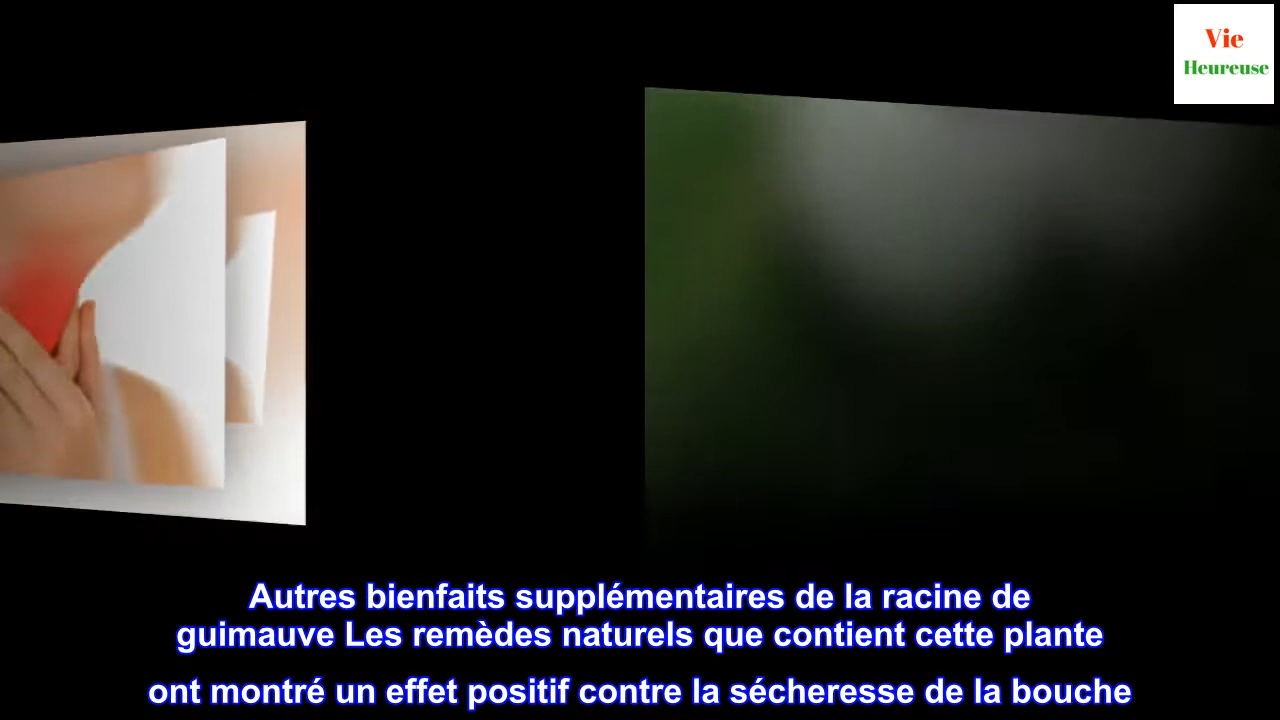 Vie
Heureuse
Autres bienfaits supplémentaires de la racine de
guimauve Les remèdes naturels que contient cette plante
ont montré un effet positif contre la sécheresse de la bouche